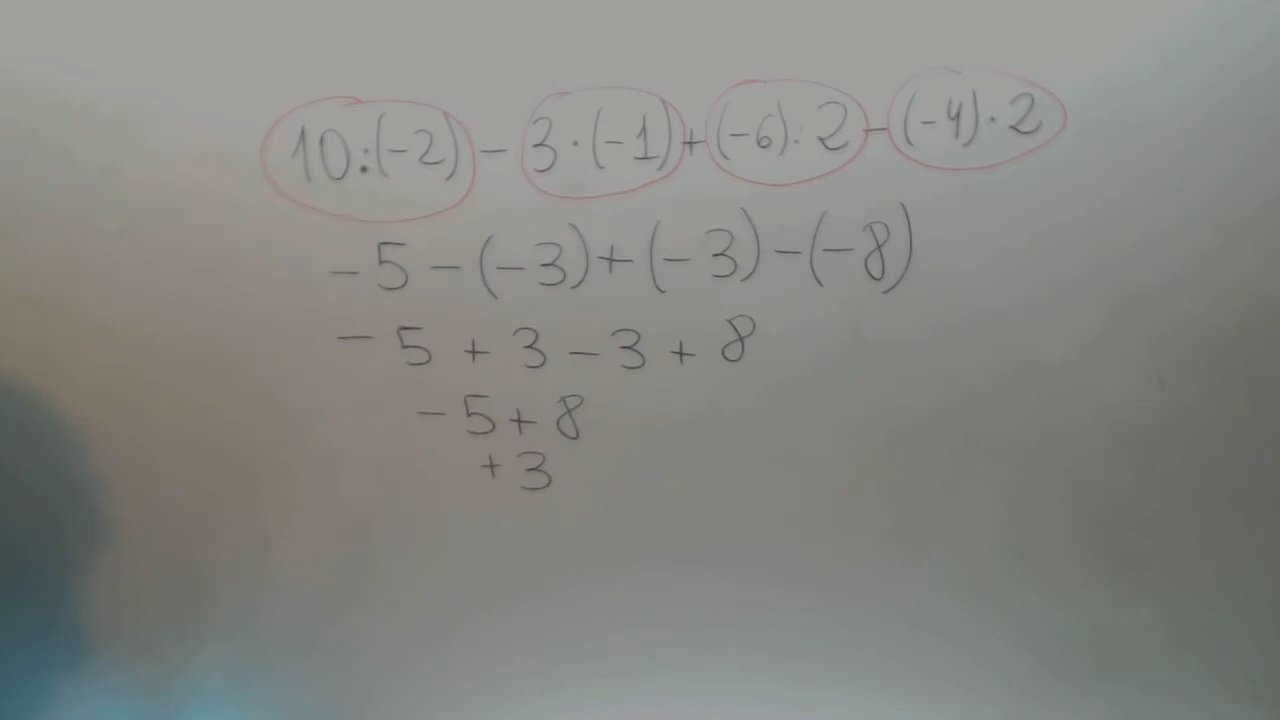 10:(-2) - 3·(-1) + (-6):2 - (-4)·2
-5 - (-3) + (-3) - (-8)
-5 + 3 - 3 + 8
-5 + 8
+3